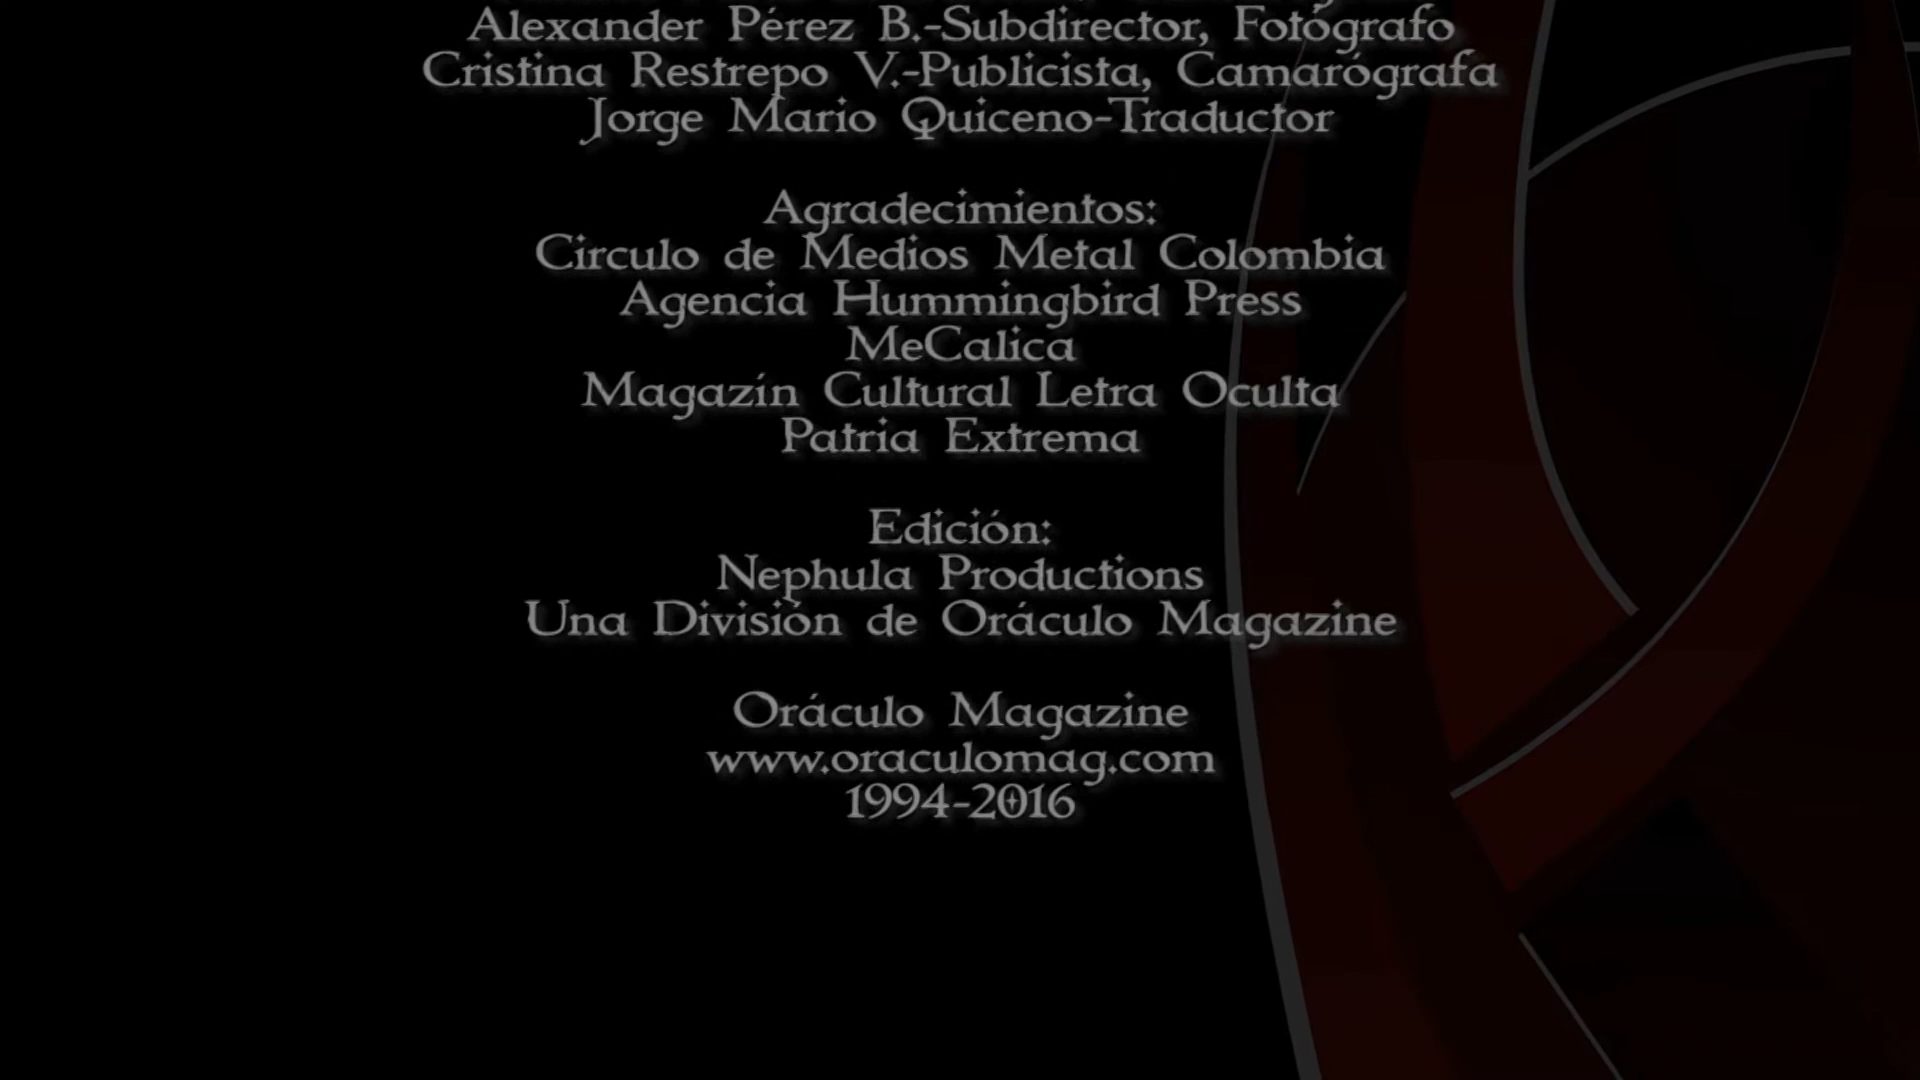 Alexander Pérez B.-Subdirector, Fotógrafo
Cristina Restrepo V.-Publicista, Camarógrafa
Jorge Mario Quiceno-Traductor
Agradecimientos:
Circulo de Medios Metal Colombia
Agencia Hummingbird Press
MeCalica
Magazín Cultural Letra Oculta
Patria Extrema
Edición:
Nephula Productions
Una División de Oráculo Magazine
Oráculo Magazine
www.oraculomag.com
1994-2016